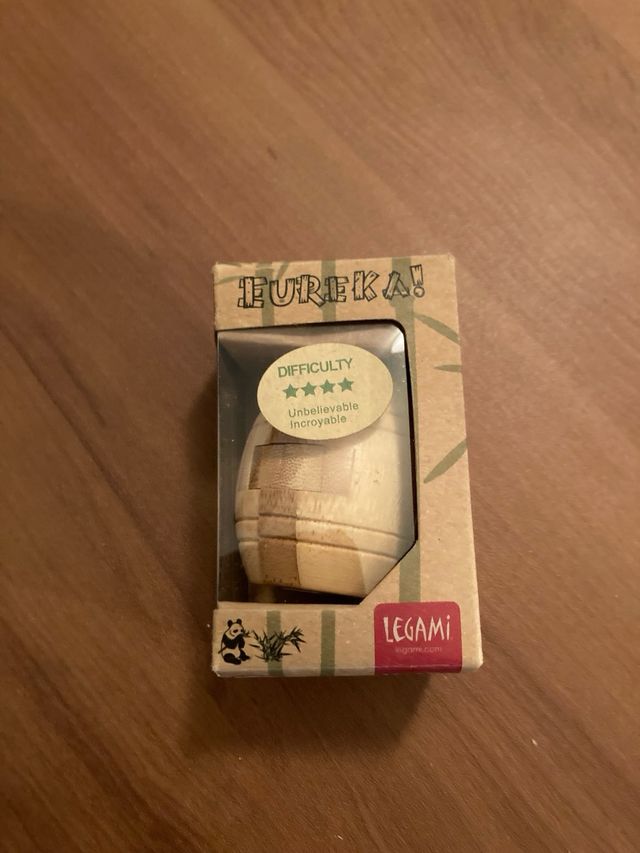 EUREKA!
DIFFICULTY
★★★★
Unbelievable
Incroyable
LEGAMi
legami.com